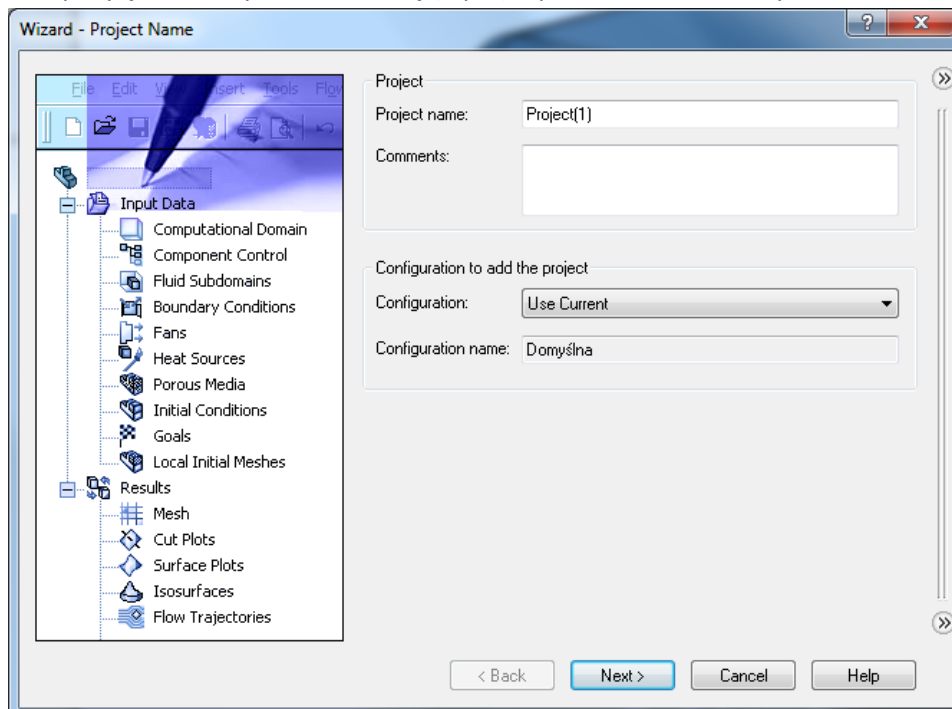 Wizard - Project Name
File Edit View Insert Tools Flow
Input Data
Computational Domain
Component Control
Fluid Subdomains
Boundary Conditions
Fans
Heat Sources
Porous Media
Initial Conditions
Goals
Local Initial Meshes
Results
Mesh
Cut Plots
Surface Plots
Isosurfaces
Flow Trajectories
Project
Project name: Project(1)
Comments:
Configuration to add the project
Configuration: Use Current
Configuration name: Domyślna
< Back Next > Cancel Help